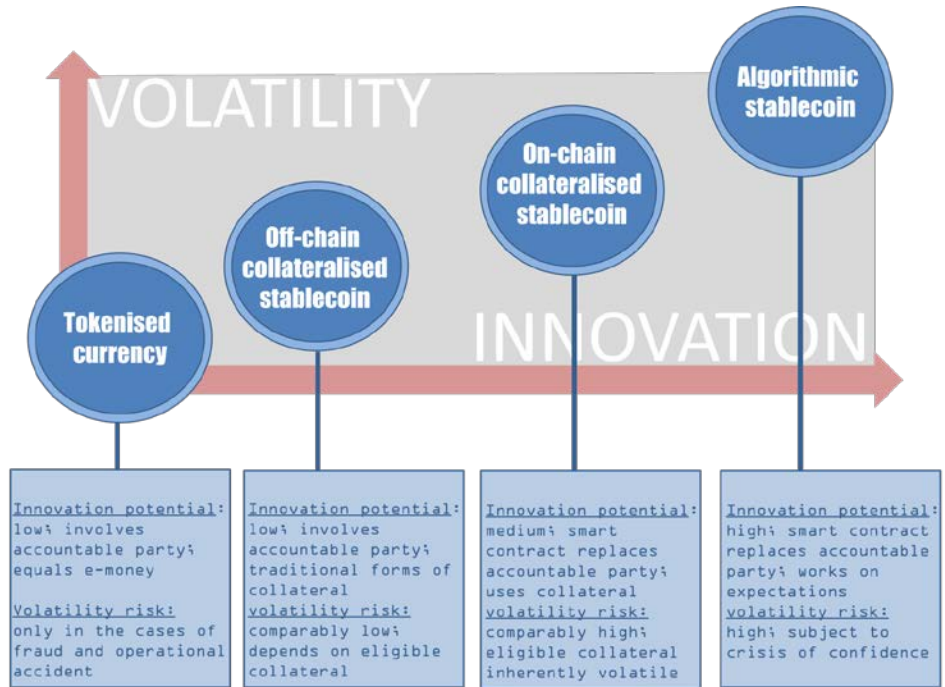 VOLATILITY
Algorithmic
stablecoin
On-chain
collateralised
stablecoin
Off-chain
collateralised
stablecoin
Tokenised
currency
INNOVATION
Innovation potential:
low; involves
accountable party;
equals e-money
Volatility risk:
only in the cases of
fraud and operational
accident
Innovation potential:
low; involves
accountable party;
traditional forms of
collateral
volatility risk:
comparably low;
depends on eligible
collateral
Innovation potential:
medium; smart
contract replaces
accountable party;
uses collateral
volatility risk:
comparably high;
eligible collateral
inherently volatile
Innovation potential:
high; smart contract
replaces accountable
party; works on
expectations
volatility risk:
high; subject to
crisis of confidence